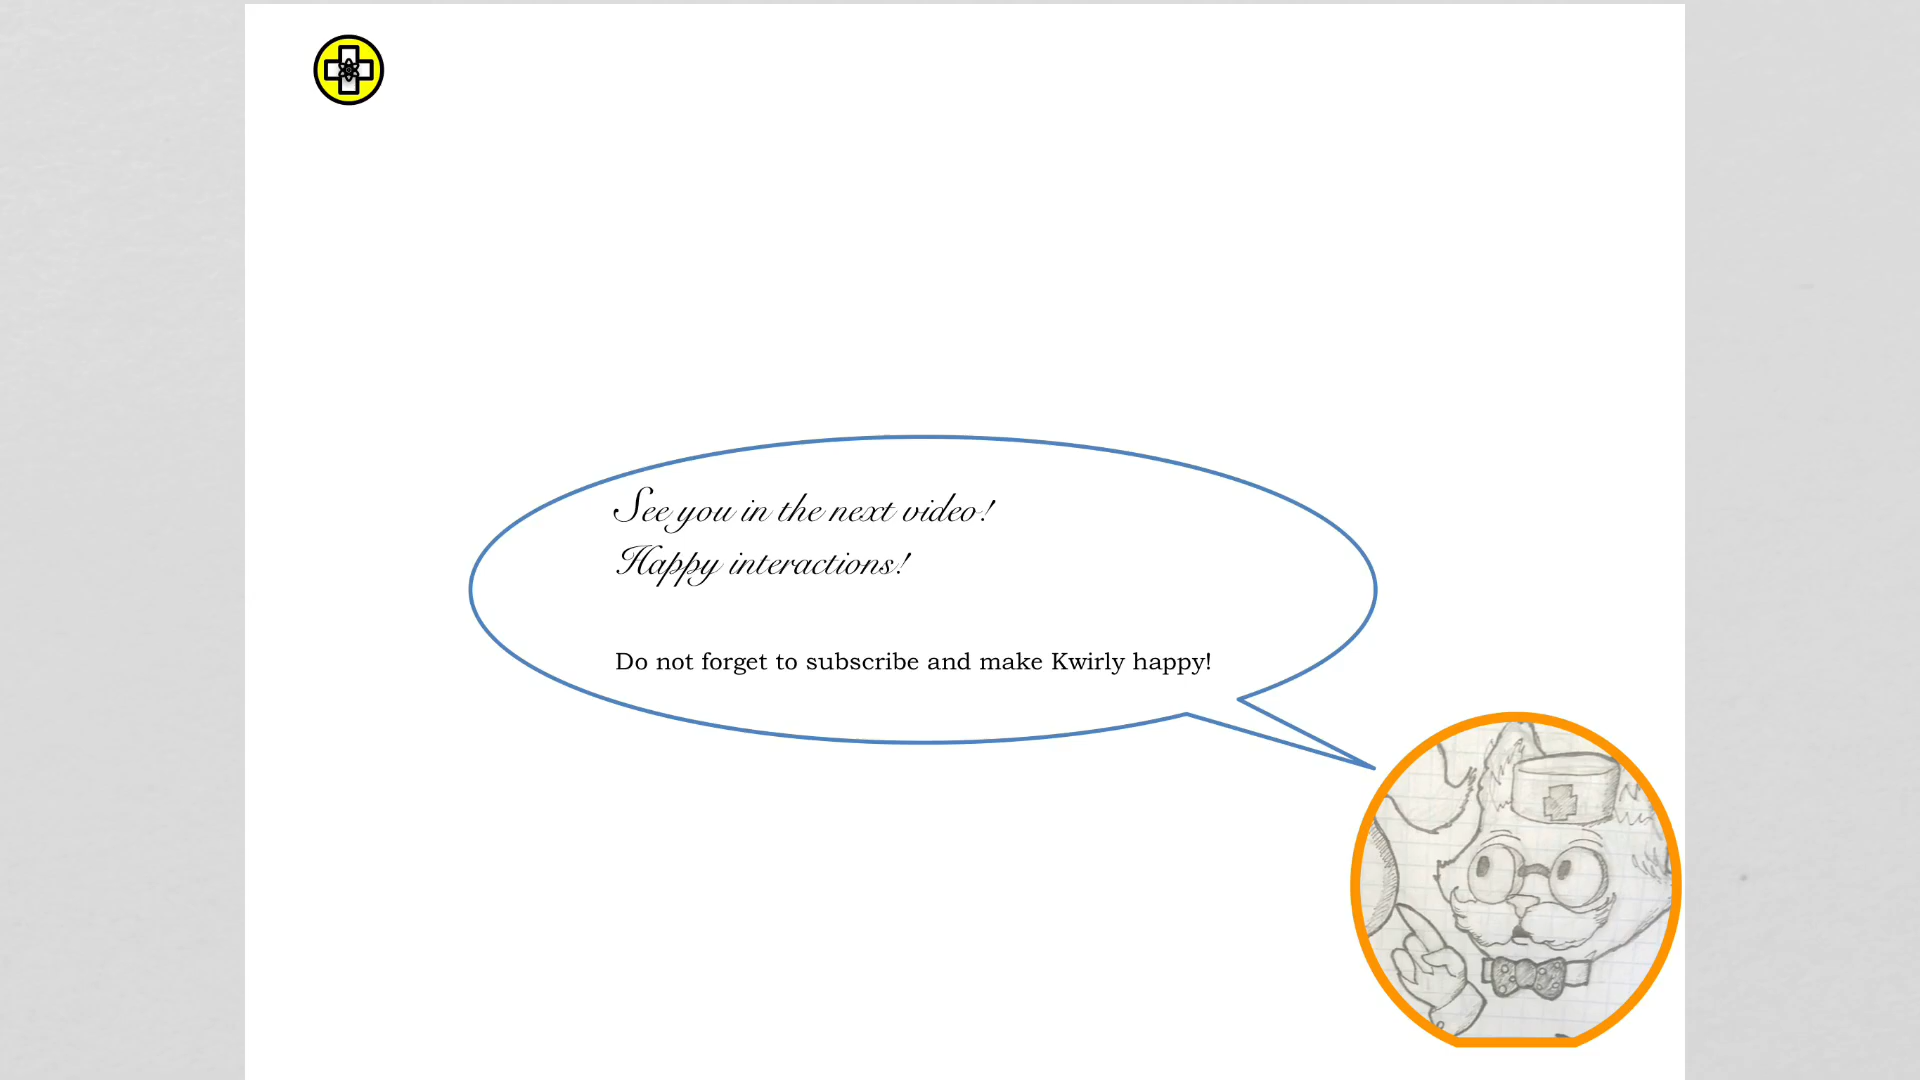 See you in the next video!
Happy interactions!
Do not forget to subscribe and make Kwirly happy!